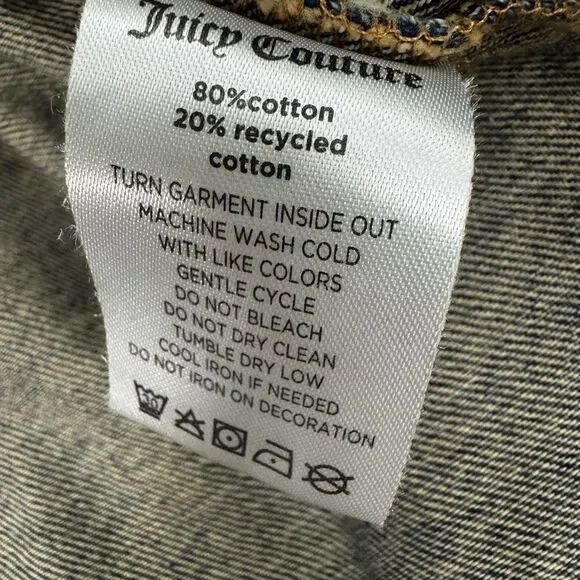 Juicy Couture
80%cotton
20% recycled
cotton
TURN GARMENT INSIDE OUT
MACHINE WASH COLD
WITH LIKE COLORS
GENTLE CYCLE
DO NOT BLEACH
DO NOT DRY CLEAN
TUMBLE DRY LOW
COOL IRON IF NEEDED
DO NOT IRON ON DECORATION
30